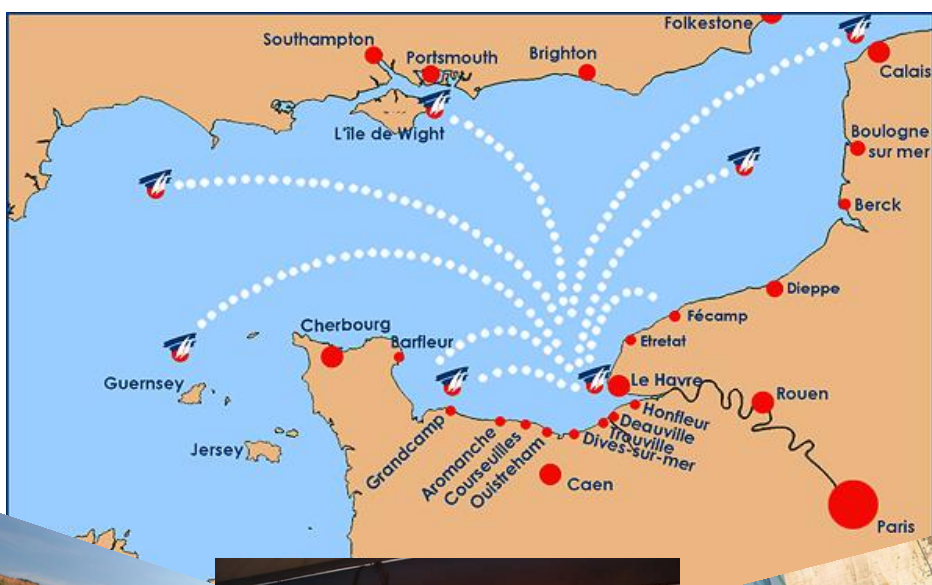 Folkestone
Southampton
Portsmouth
Brighton
Calais
L'île de Wight
Boulogne
sur mer
Berck
Dieppe
Fécamp
Cherbourg
Barfleur
Etretat
Guernsey
Le Havre
Rouen
Honfleur
Deauville
Trouville
Dives-sur-mer
Grandcamp
Aromanche
Courseuilles
Ouistreham
Jersey
Caen
Paris